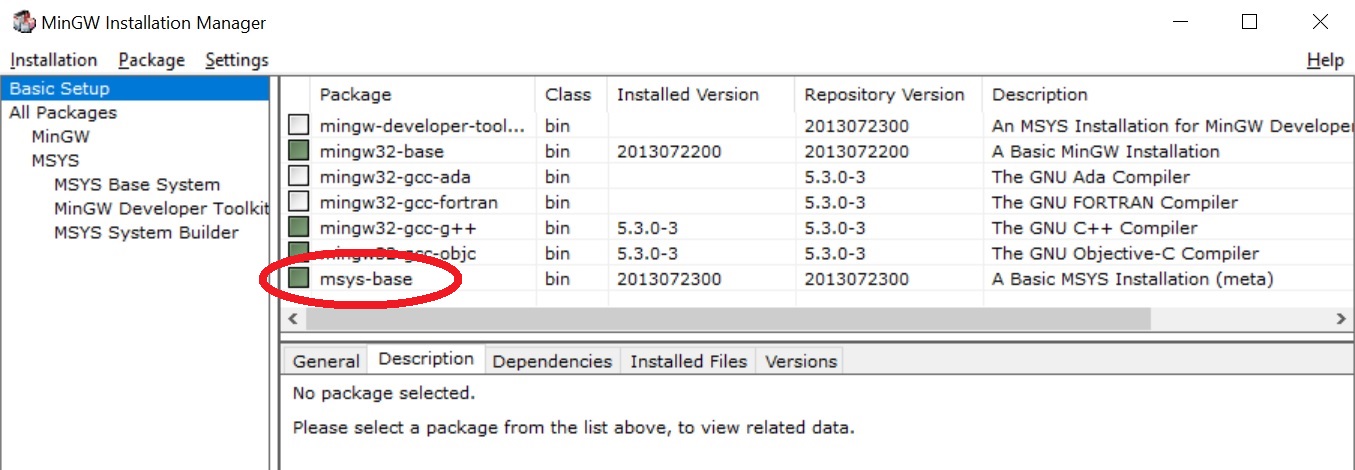 MinGW Installation Manager
Installation Package Settings Help
Basic Setup
All Packages
MinGW
MSYS
MSYS Base System
MinGW Developer Toolkit
MSYS System Builder
Package Class Installed Version Repository Version Description
mingw-developer-tool... bin 2013072300 An MSYS Installation for MinGW Developer
mingw32-base bin 2013072200 2013072200 A Basic MinGW Installation
mingw32-gcc-ada bin 5.3.0-3 The GNU Ada Compiler
mingw32-gcc-fortran bin 5.3.0-3 The GNU FORTRAN Compiler
mingw32-gcc-g++ bin 5.3.0-3 5.3.0-3 The GNU C++ Compiler
mingw32-gcc-objc bin 5.3.0-3 5.3.0-3 The GNU Objective-C Compiler
msys-base bin 2013072300 2013072300 A Basic MSYS Installation (meta)
General Description Dependencies Installed Files Versions
No package selected.
Please select a package from the list above, to view related data.